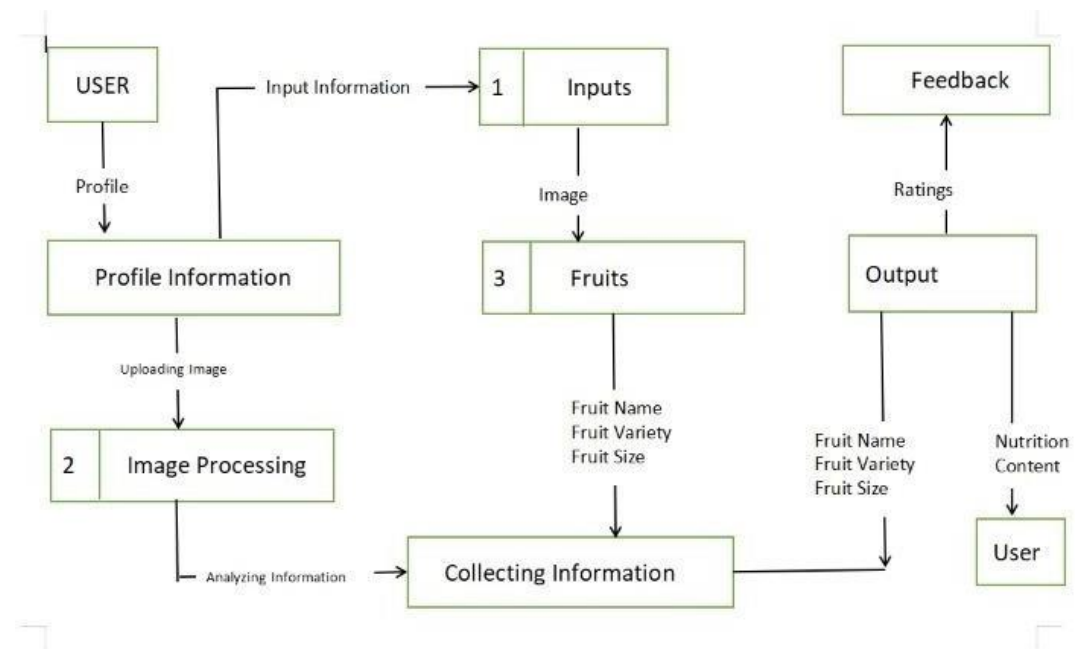 USER
Input Information
1
Inputs
Feedback
Profile
Image
Ratings
Profile Information
3
Fruits
Output
Uploading Image
Fruit Name
Fruit Variety
Fruit Size
Fruit Name
Fruit Variety
Fruit Size
Nutrition
Content
2
Image Processing
User
Analyzing Information
Collecting Information